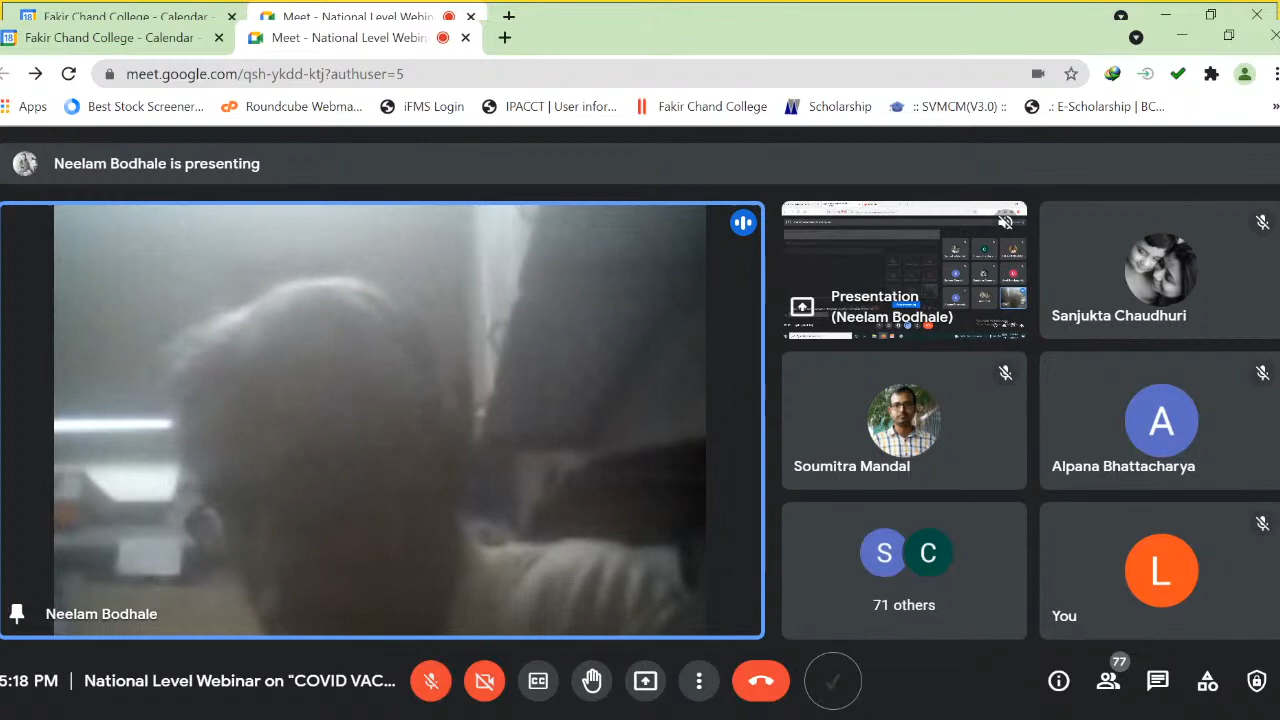 Fakir Chand College - Calendar
Meet - National Level Webin
Fakir Chand College - Calendar -
Meet - National Level Webin
meet.google.com/qsh-ykdd-ktj?authuser=5
Apps
Best Stock Screener...
Roundcube Webma...
iFMS Login
IPACCT | User infor...
Fakir Chand College
Scholarship
:: SVMCM(V3.0) ::
.: E-Scholarship | BC...
»
Neelam Bodhale is presenting
Presentation
(Neelam Bodhale)
Sanjukta Chaudhuri
Soumitra Mandal
A
Alpana Bhattacharya
S
C
71 others
L
You
Neelam Bodhale
5:18 PM | National Level Webinar on "COVID VAC...
CC
77